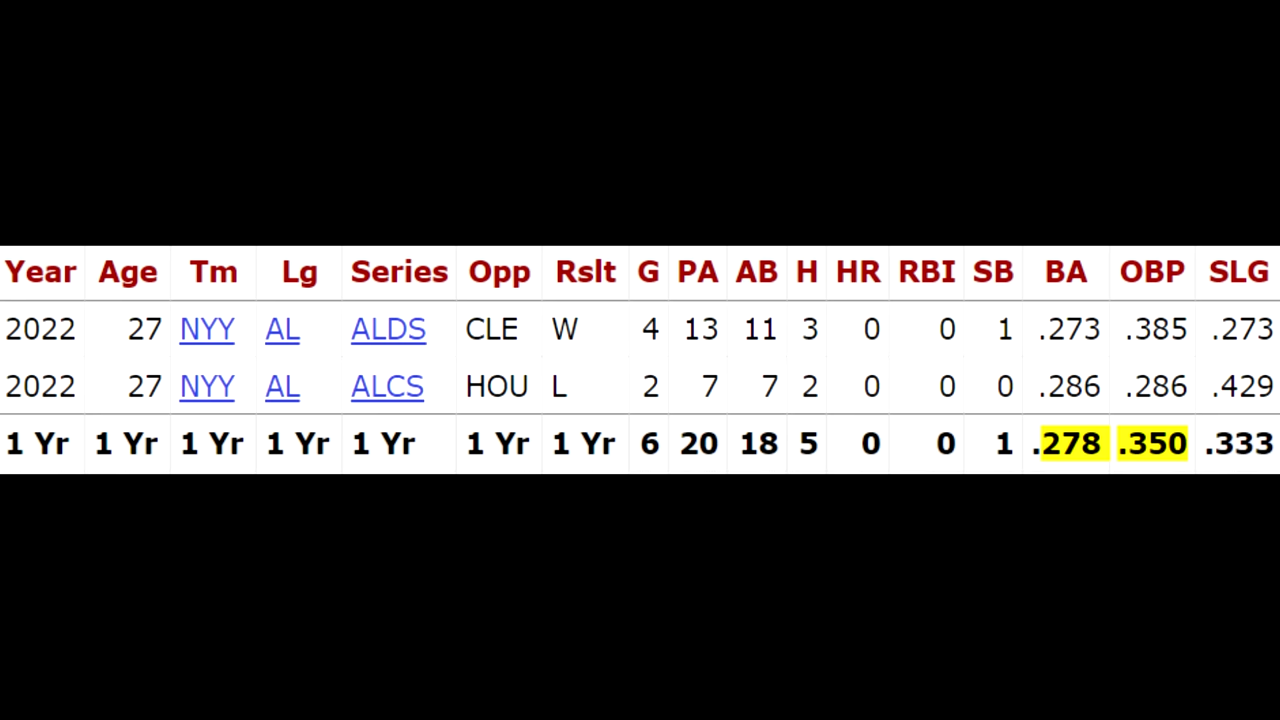 Year Age Tm Lg Series Opp Rslt G PA AB H HR RBI SB BA OBP SLG
2022 27 NYY AL ALDS CLE W 4 13 11 3 0 0 1 .273 .385 .273
2022 27 NYY AL ALCS HOU L 2 7 7 2 0 0 0 .286 .286 .429
1 Yr 1 Yr 1 Yr 1 Yr 1 Yr 1 Yr 1 Yr 6 20 18 5 0 0 1 .278 .350 .333